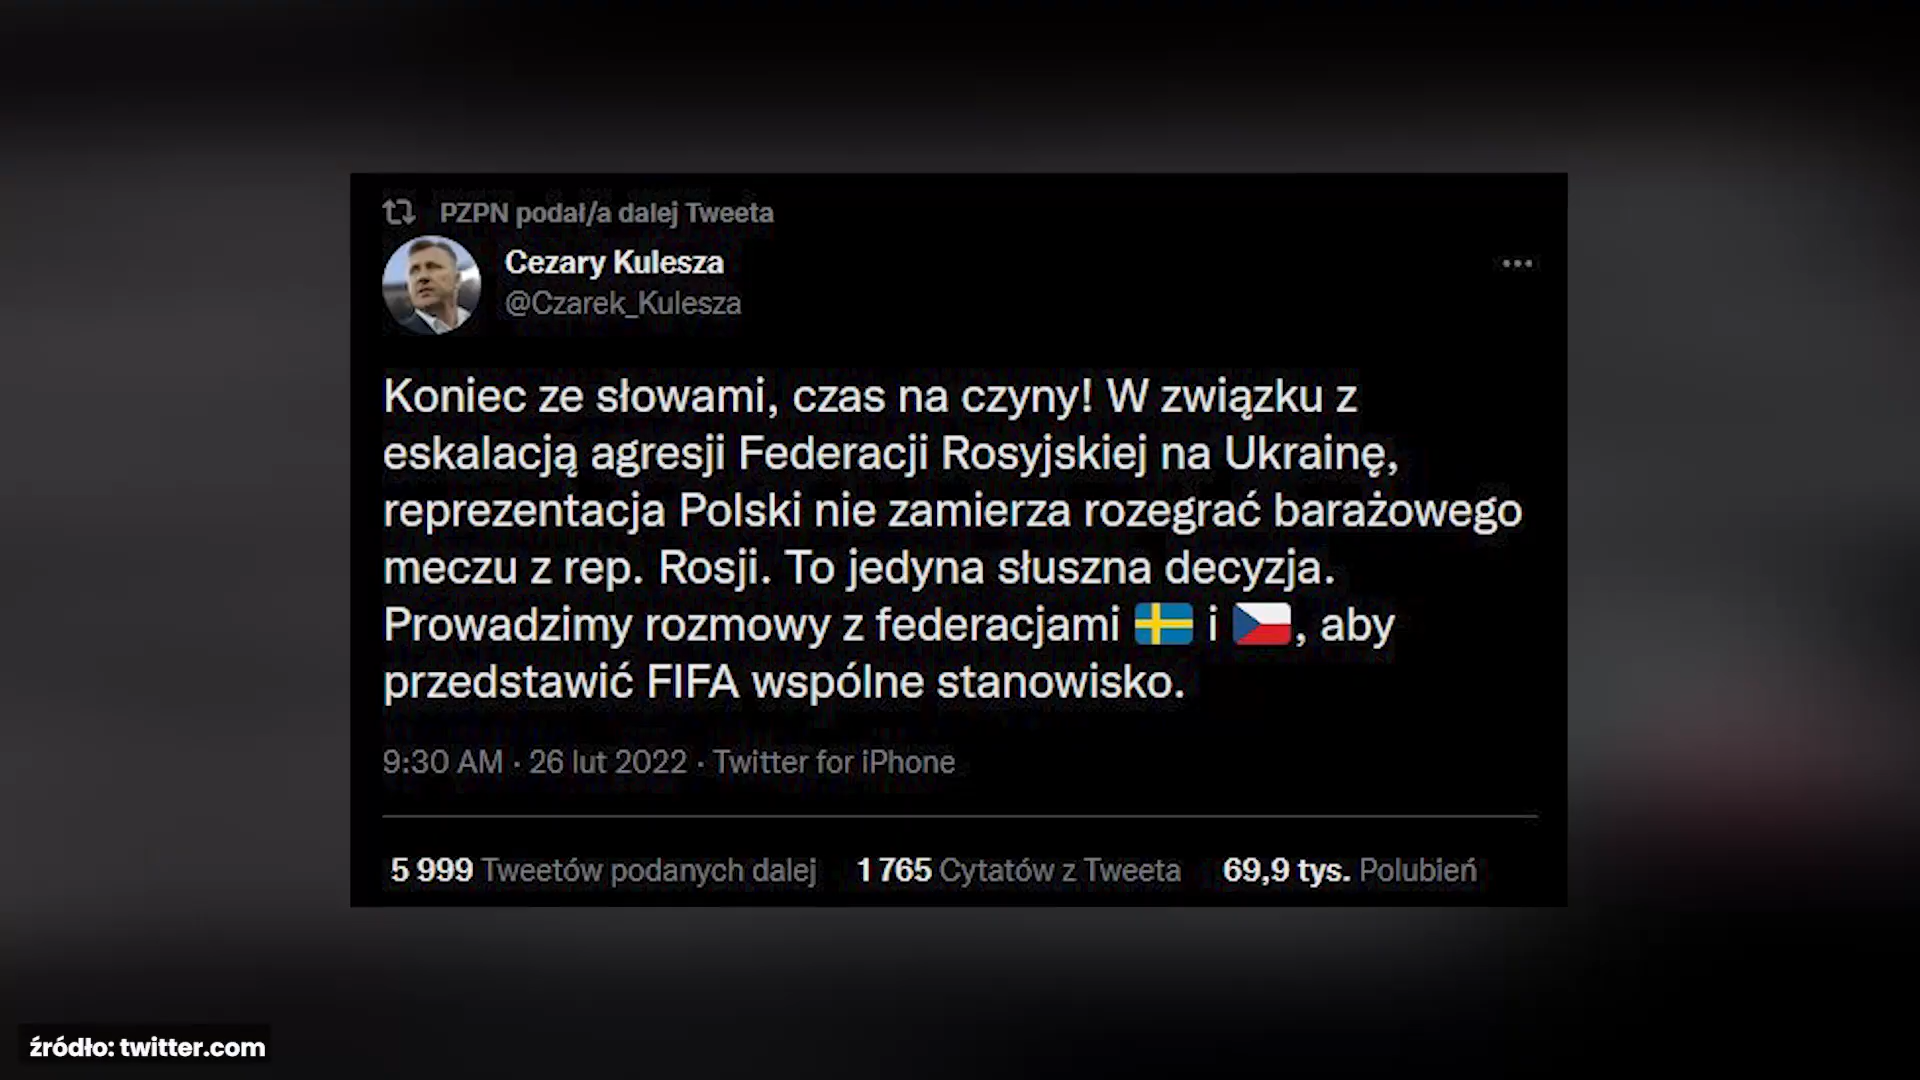 PZPN podał/a dalej Tweeta
Cezary Kulesza
@Czarek_Kulesza
Koniec ze słowami, czas na czyny! W związku z
eskalacją agresji Federacji Rosyjskiej na Ukrainę,
reprezentacja Polski nie zamierza rozegrać barażowego
meczu z rep. Rosji. To jedyna słuszna decyzja.
Prowadzimy rozmowy z federacjami 🇸🇪 i 🇨🇿, aby
przedstawić FIFA wspólne stanowisko.
9:30 AM · 26 lut 2022 · Twitter for iPhone
5 999 Tweetów podanych dalej 1 765 Cytatów z Tweeta 69,9 tys. Polubień
źródło: twitter.com